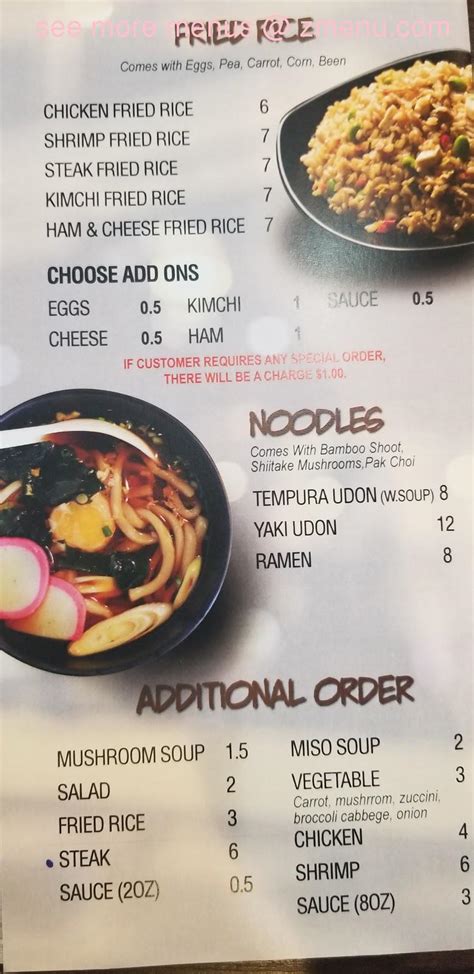 see more menus @ zmenu.com
FRIED RICE
Comes with Eggs, Pea, Carrot, Corn, Been
CHICKEN FRIED RICE 6
SHRIMP FRIED RICE 7
STEAK FRIED RICE 7
KIMCHI FRIED RICE 7
HAM & CHEESE FRIED RICE 7
CHOOSE ADD ONS
EGGS 0.5 KIMCHI 1 SAUCE 0.5
CHEESE 0.5 HAM 1
IF CUSTOMER REQUIRES ANY SPECIAL ORDER,
THERE WILL BE A CHARGE $1.00.
NOODLES
Comes With Bamboo Shoot,
Shiitake Mushrooms,Pak Choi
TEMPURA UDON (W.SOUP) 8
YAKI UDON 12
RAMEN 8
ADDITIONAL ORDER
MUSHROOM SOUP 1.5
SALAD 2
FRIED RICE 3
STEAK 6
SAUCE (2OZ) 0.5
MISO SOUP 2
VEGETABLE 3
Carrot, mushrrom, zuccini,
broccoli cabbege, onion
CHICKEN 4
SHRIMP 6
SAUCE (8OZ) 3